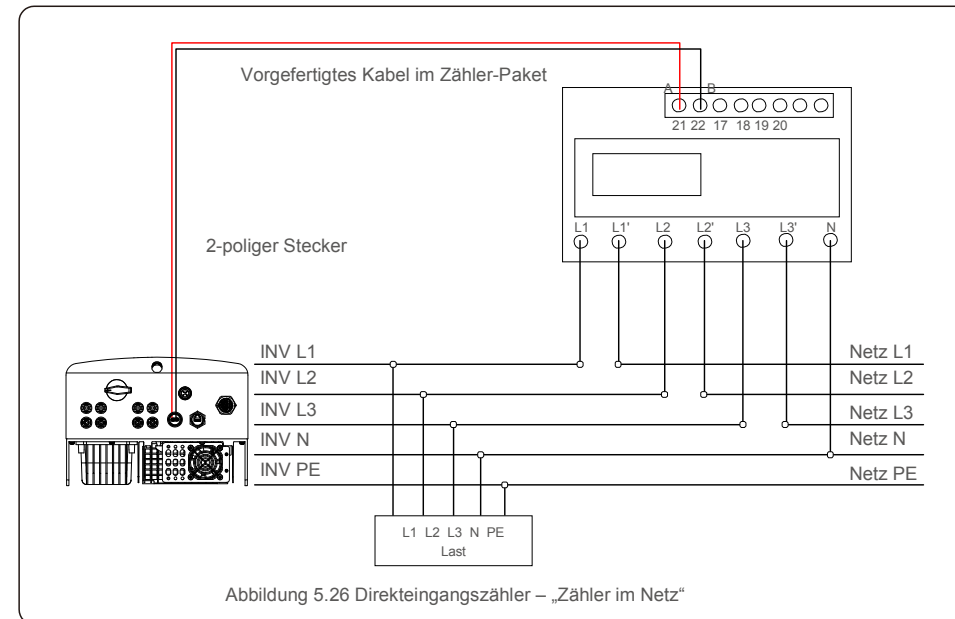 Vorgefertigtes Kabel im Zähler-Paket
A B
21 22 17 18 19 20
2-poliger Stecker
L1 L1' L2 L2' L3 L3' N
INV L1 Netz L1
INV L2 Netz L2
INV L3 Netz L3
INV N Netz N
INV PE Netz PE
L1 L2 L3 N PE
Last
Abbildung 5.26 Direkteingangszähler – „Zähler im Netz“